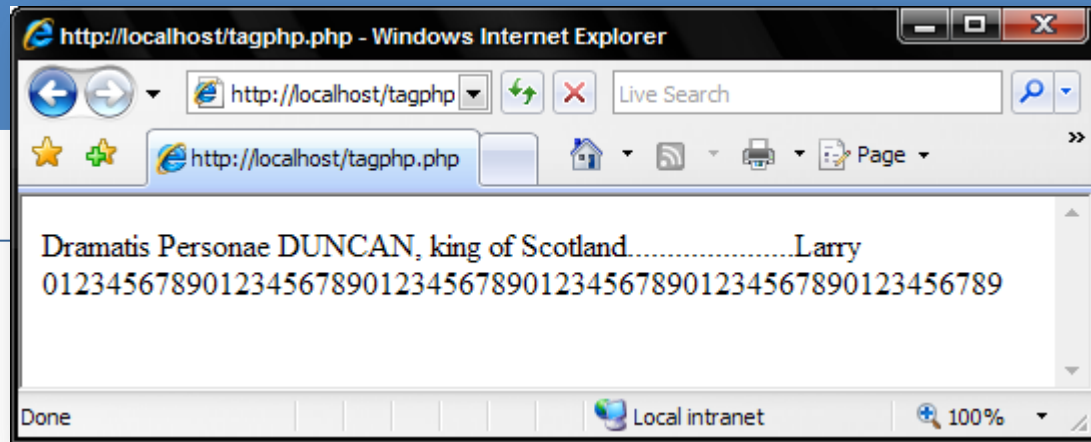 http://localhost/tagphp.php - Windows Internet Explorer
http://localhost/tagphp
Live Search
http://localhost/tagphp.php
Page
»
Dramatis Personae DUNCAN, king of Scotland......................Larry
0123456789012345678901234567890123456789012345678901234567890123456789
Done
Local intranet
100%